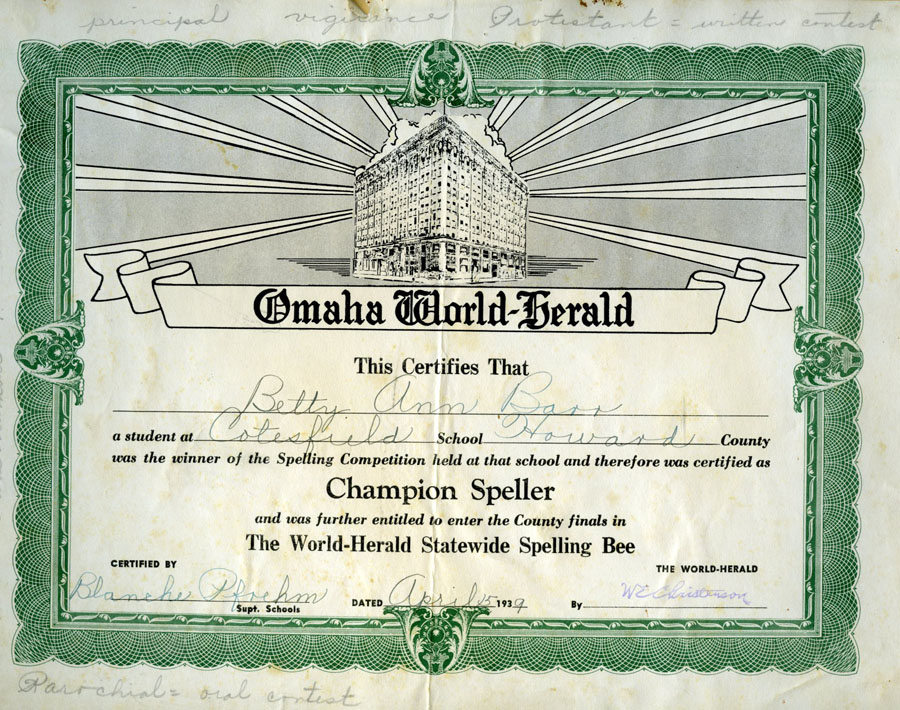 principal vigilance Protestant = written contest
Omaha World-Herald
This Certifies That
Betty Ann Barr
a student at Cotesfield School Howard County
was the winner of the Spelling Competition held at that school and therefore was certified as
Champion Speller
and was further entitled to enter the County finals in
The World-Herald Statewide Spelling Bee
CERTIFIED BY
THE WORLD-HERALD
Blanche Pfrehm
Supt. Schools
DATED April 15 1939
By W E Christenson
Parochial = oral contest